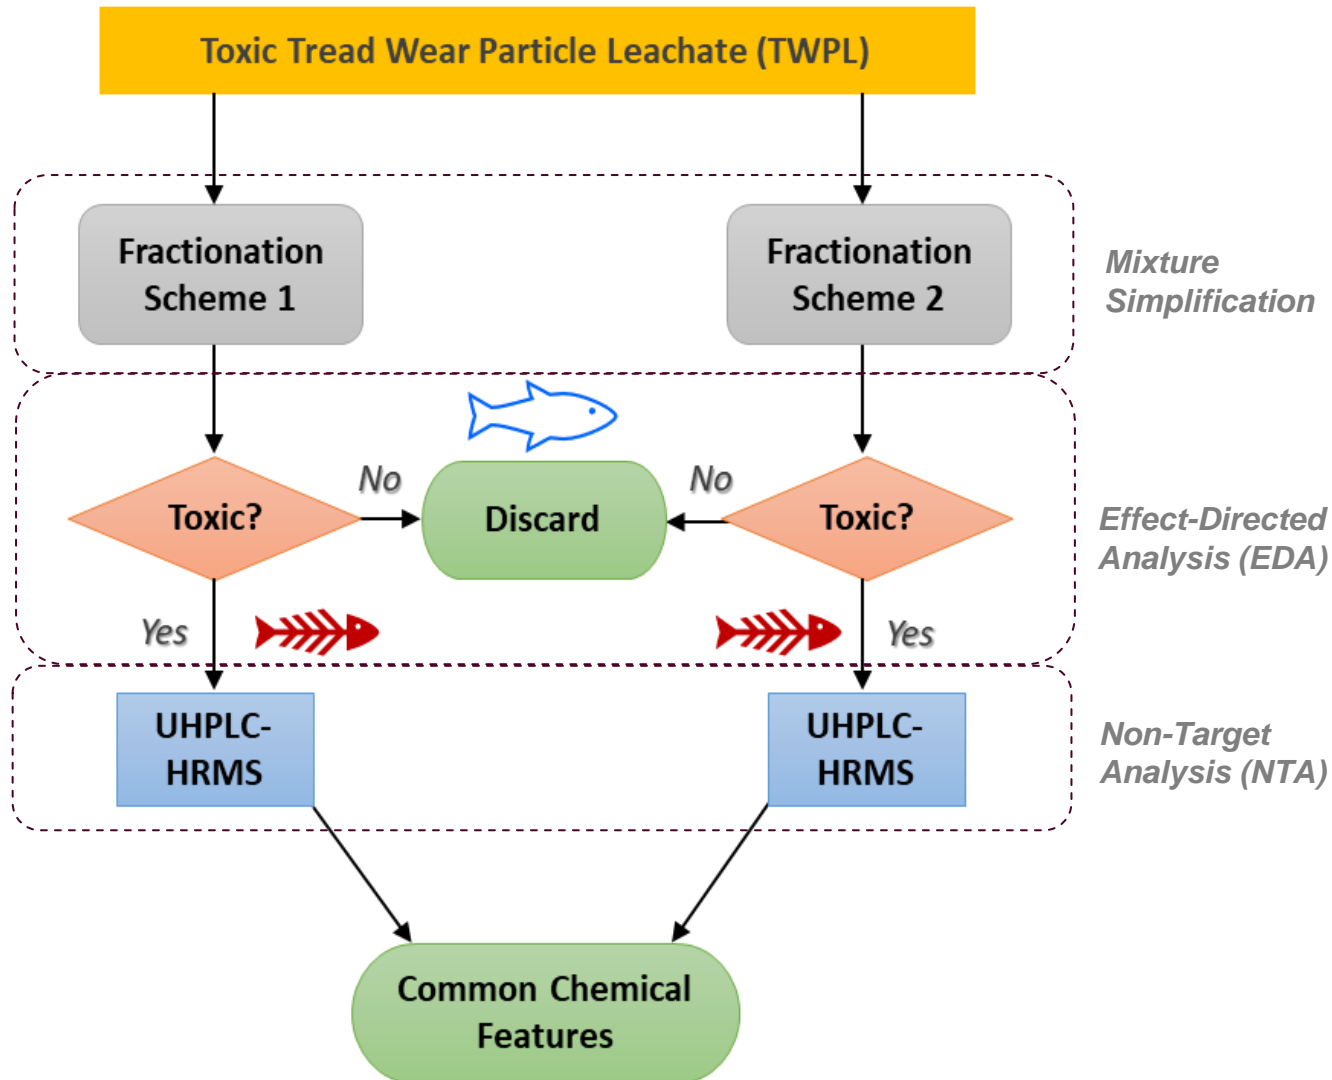 Toxic Tread Wear Particle Leachate (TWPL)
Fractionation
Scheme 1
Fractionation
Scheme 2
Mixture
Simplification
Toxic?
No
Discard
No
Toxic?
Effect-Directed
Analysis (EDA)
Yes
Yes
UHPLC-
HRMS
UHPLC-
HRMS
Non-Target
Analysis (NTA)
Common Chemical
Features